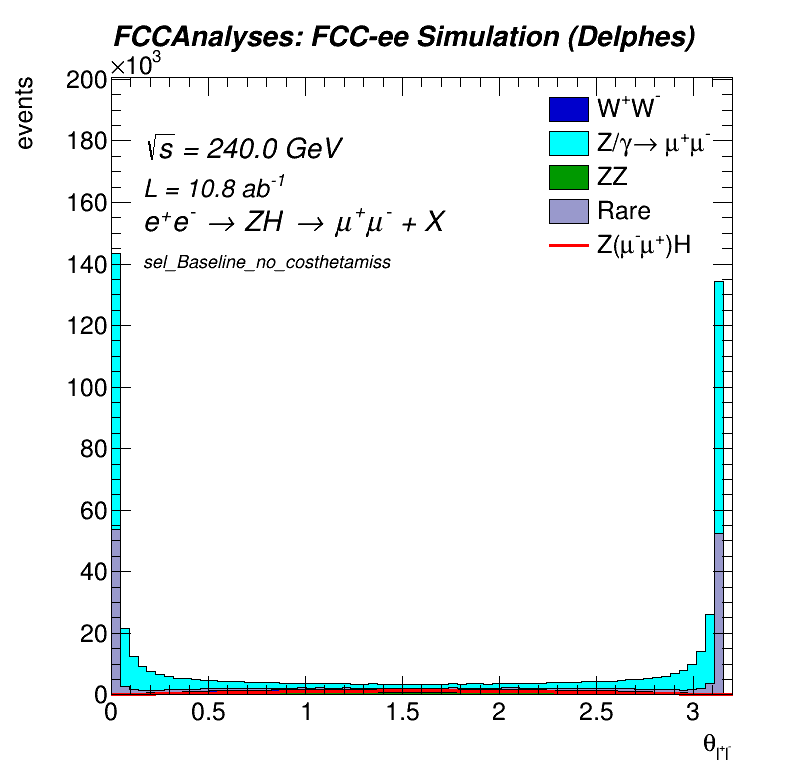 FCCAnalyses: FCC-ee Simulation (Delphes)
×10³
events
200
180
160
140
120
100
80
60
40
20
0
√s = 240.0 GeV
L = 10.8 ab⁻¹
e⁺e⁻ → ZH → μ⁺μ⁻ + X
sel_Baseline_no_costhetamiss
W⁺W⁻
Z/γ→ μ⁺μ⁻
ZZ
Rare
Z(μ⁻μ⁺)H
0 0.5 1 1.5 2 2.5 3
θ_l⁺l⁻